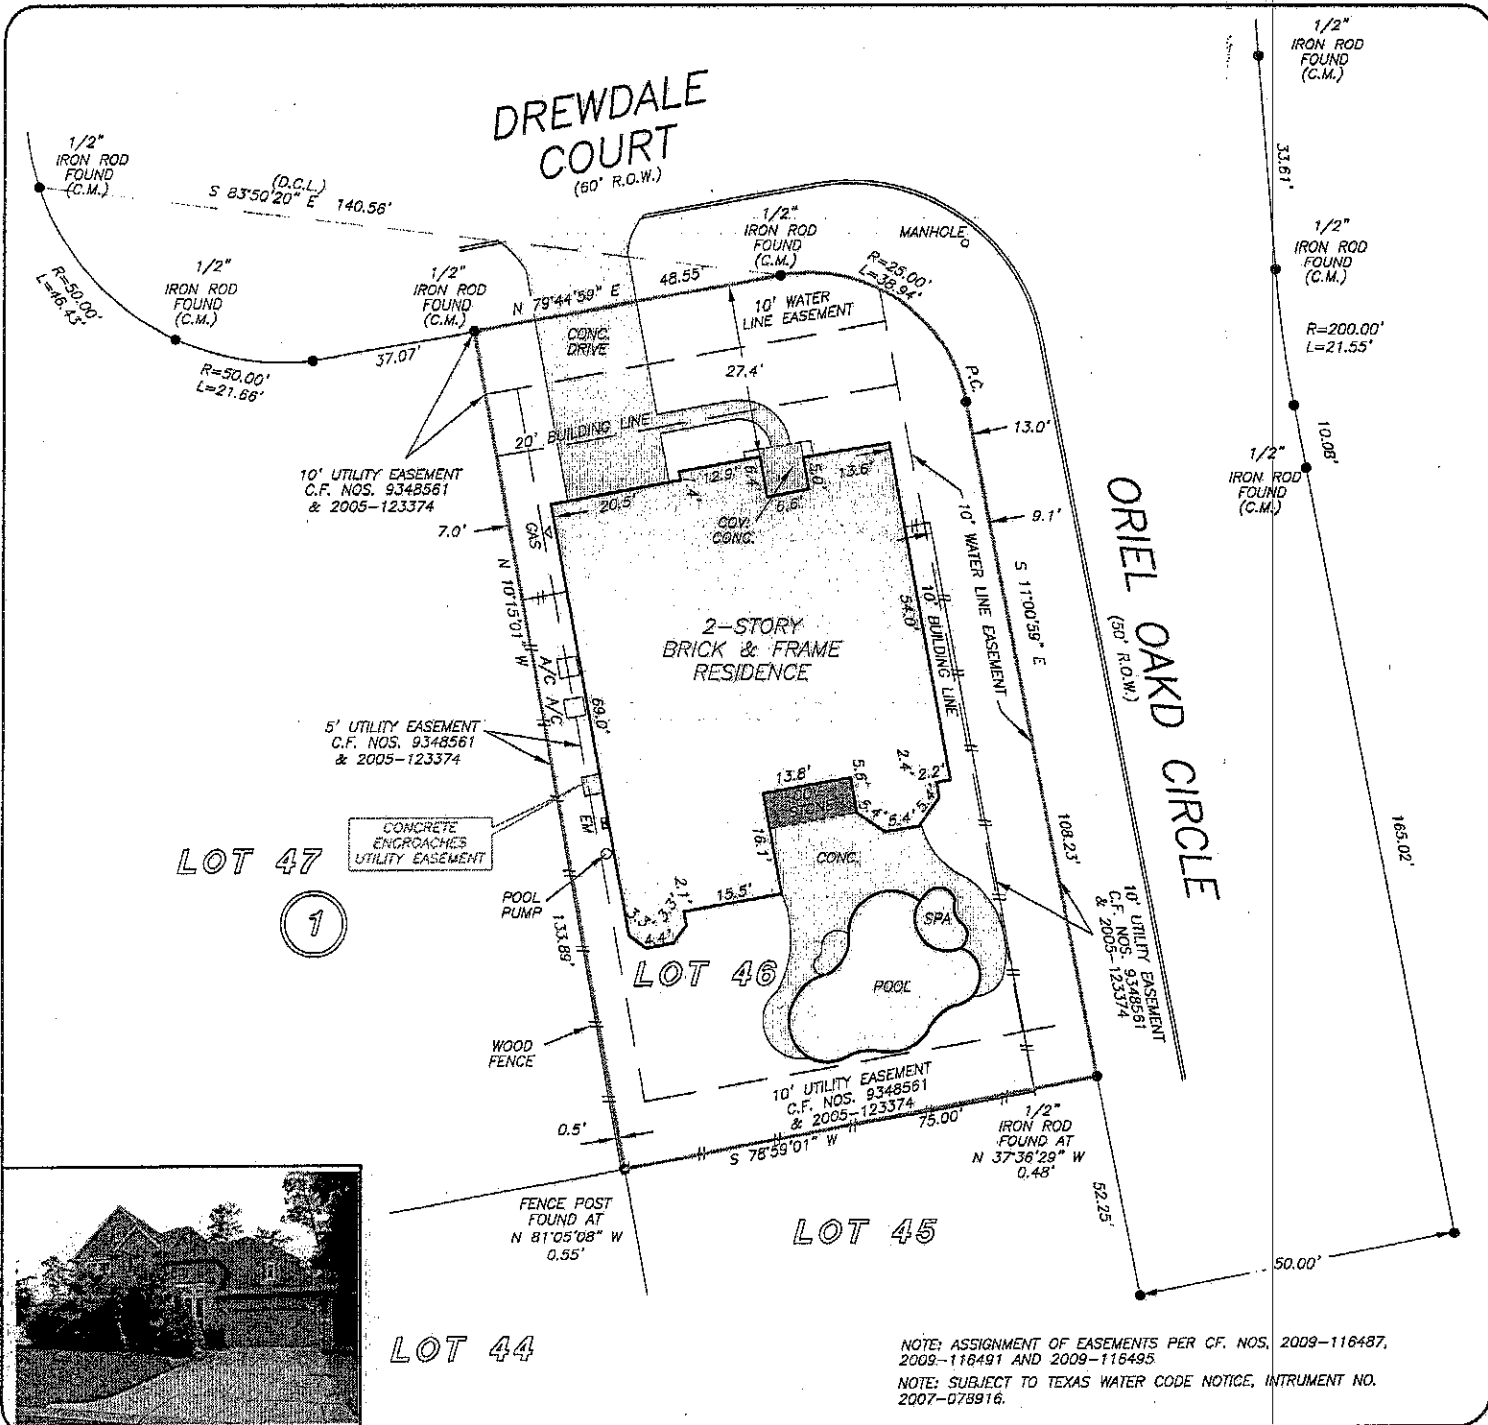 1/2"
IRON ROD
FOUND
(C.M.)
DREWDALE
COURT
(60' R.O.W.)
1/2"
IRON ROD
FOUND
(C.M.)
(D.C.L.)
S 83°50'20" E 140.56'
33.61'
1/2"
IRON ROD
FOUND
(C.M.)
MANHOLE
1/2"
IRON ROD
FOUND
(C.M.)
R=50.00'
L=46.43'
1/2"
IRON ROD
FOUND
(C.M.)
1/2"
IRON ROD
FOUND
(C.M.)
N 79°44'59" E
48.55'
R=25.00'
L=38.94'
10' WATER
LINE EASEMENT
R=200.00'
L=21.55'
CONC.
DRIVE
37.07'
R=50.00'
L=21.66'
27.4'
P.C.
13.0'
10.08'
20' BUILDING LINE
1/2"
IRON ROD
FOUND
(C.M.)
10' UTILITY EASEMENT
C.F. NOS. 9348561
& 2005-123374
20.5'
.4'
12.9'
6.4'
6.6'
5.0'
13.6'
COV.
CONC.
7.0'
GAS
9.1'
10' WATER LINE EASEMENT
S 11°00'59" E
ORIEL OAKD CIRCLE
(50' R.O.W.)
N 10°15'01" W
54.0'
10' BUILDING LINE
2-STORY
BRICK & FRAME
RESIDENCE
A/C
A/C
69.0'
5' UTILITY EASEMENT
C.F. NOS. 9348561
& 2005-123374
13.8'
5.6'
2.4'
2.2'
5.4'
5.4'
5.4'
STONE
CONCRETE
ENCROACHES
UTILITY EASEMENT
EM
16.1'
CONC.
108.23'
165.02'
LOT 47
1
POOL
PUMP
2.1'
15.5'
3.3'
4.4'
133.89'
SPA
POOL
LOT 46
10' UTILITY EASEMENT
C.F. NOS. 9348561
& 2005-123374
WOOD
FENCE
10' UTILITY EASEMENT
C.F. NOS. 9348561
& 2005-123374
75.00'
S 78°59'01" W
0.5'
1/2"
IRON ROD
FOUND AT
N 37°36'29" W
0.48'
52.25'
FENCE POST
FOUND AT
N 81°05'08" W
0.55'
LOT 45
50.00'
LOT 44
NOTE: ASSIGNMENT OF EASEMENTS PER CF. NOS. 2009-116487,
2009-116491 AND 2009-116495
NOTE: SUBJECT TO TEXAS WATER CODE NOTICE, INTRUMENT NO.
2007-078916.